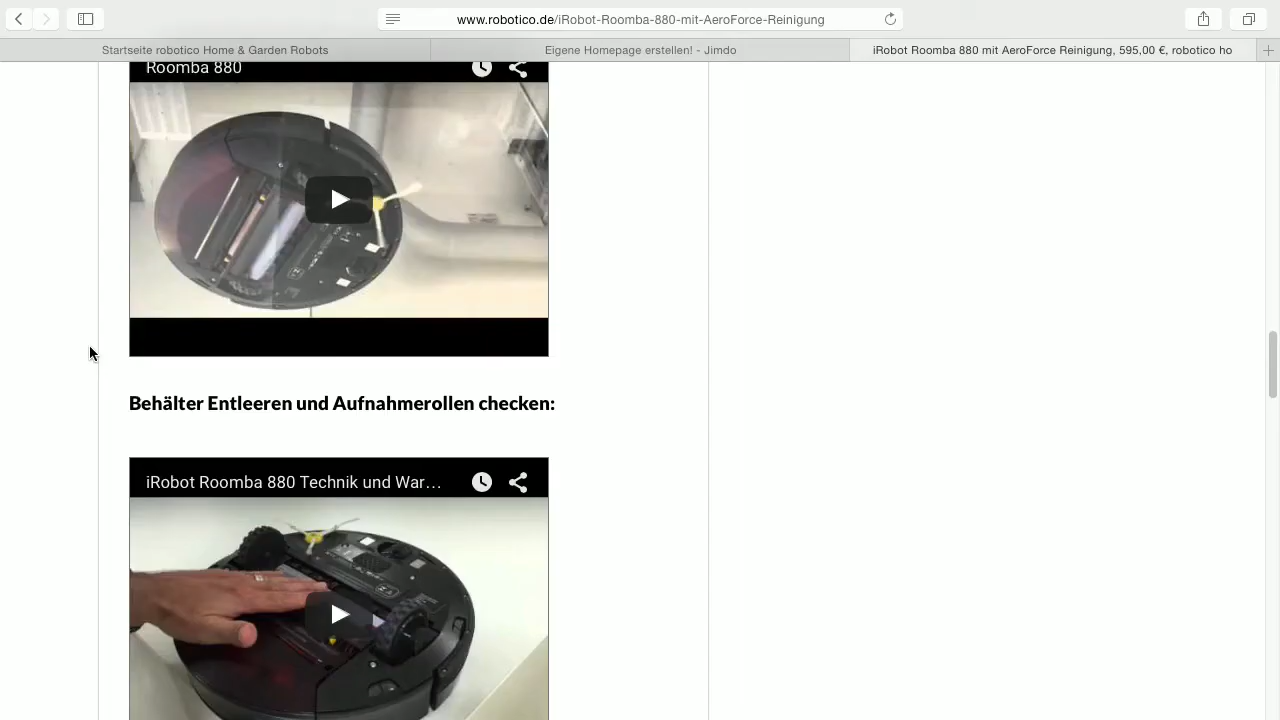 www.robotico.de/iRobot-Roomba-880-mit-AeroForce-Reinigung
Startseite robotico Home & Garden Robots
Eigene Homepage erstellen! - Jimdo
iRobot Roomba 880 mit AeroForce Reinigung, 595,00 €, robotico ho
Roomba 880
Behälter Entleeren und Aufnahmerollen checken:
iRobot Roomba 880 Technik und War...